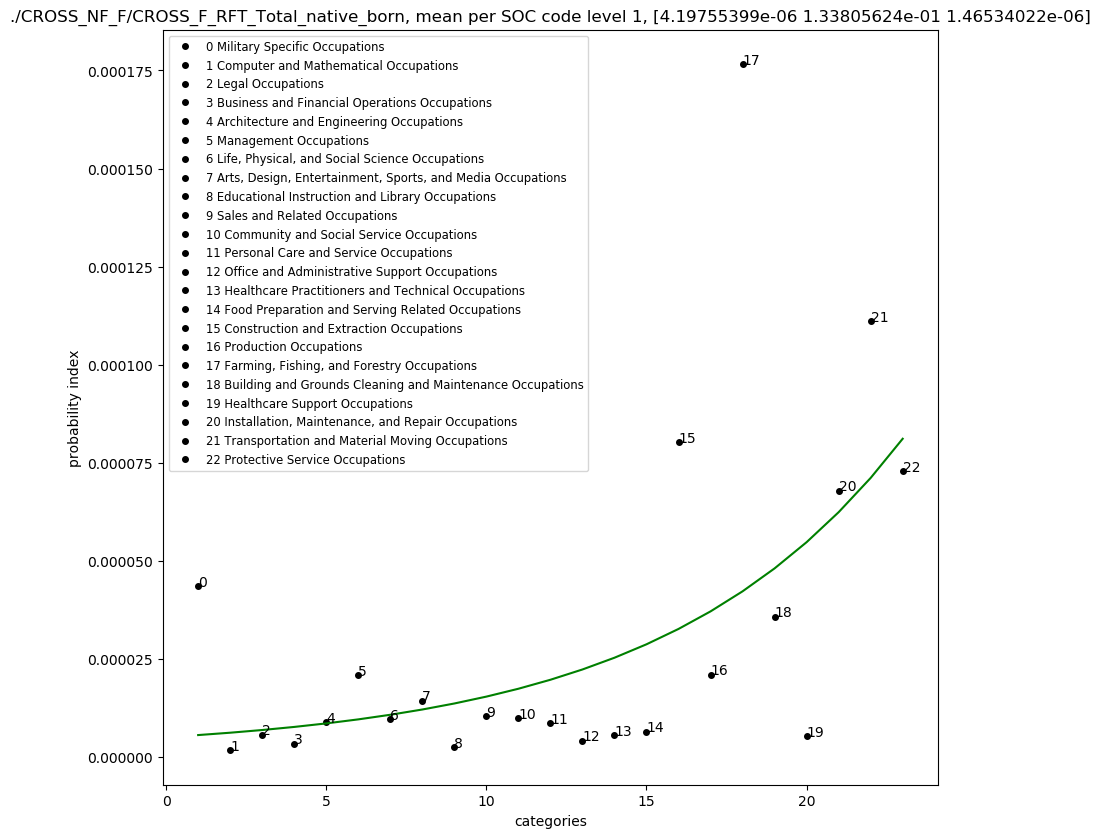 ./CROSS_NF_F/CROSS_F_RFT_Total_native_born, mean per SOC code level 1, [4.19755399e-06 1.33805624e-01 1.46534022e-06]
0 Military Specific Occupations
1 Computer and Mathematical Occupations
2 Legal Occupations
3 Business and Financial Operations Occupations
4 Architecture and Engineering Occupations
5 Management Occupations
6 Life, Physical, and Social Science Occupations
7 Arts, Design, Entertainment, Sports, and Media Occupations
8 Educational Instruction and Library Occupations
9 Sales and Related Occupations
10 Community and Social Service Occupations
11 Personal Care and Service Occupations
12 Office and Administrative Support Occupations
13 Healthcare Practitioners and Technical Occupations
14 Food Preparation and Serving Related Occupations
15 Construction and Extraction Occupations
16 Production Occupations
17 Farming, Fishing, and Forestry Occupations
18 Building and Grounds Cleaning and Maintenance Occupations
19 Healthcare Support Occupations
20 Installation, Maintenance, and Repair Occupations
21 Transportation and Material Moving Occupations
22 Protective Service Occupations
probability index
0.000175
0.000150
0.000125
0.000100
0.000075
0.000050
0.000025
0.000000
0
1
2
3
4
5
6
7
8
9
10
11
12
13
14
15
16
17
18
19
20
21
22
0
5
10
15
20
categories